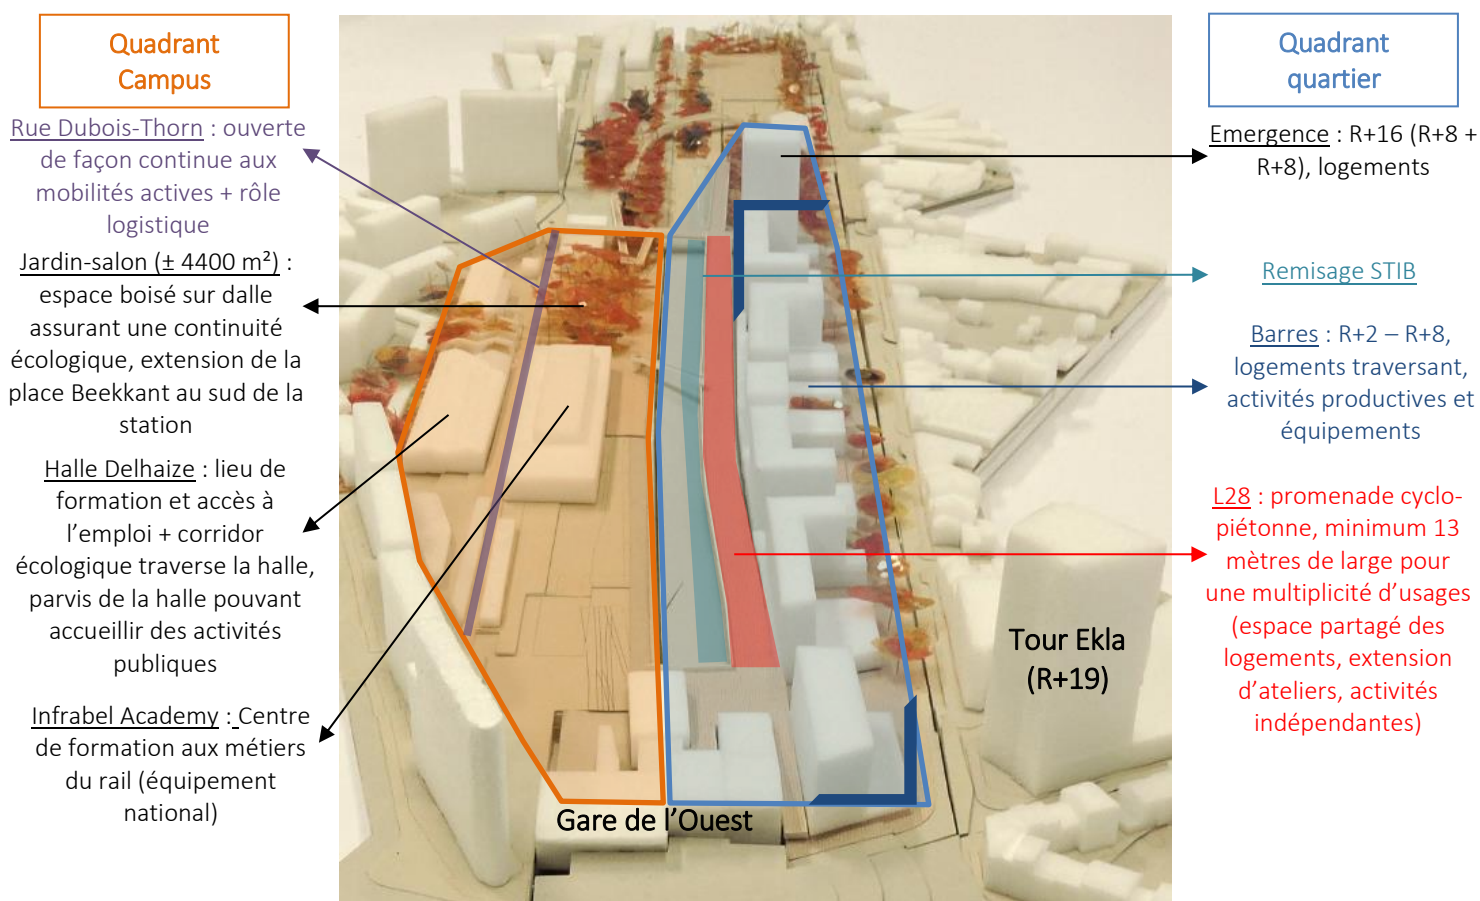 Quadrant
Campus
Rue Dubois-Thorn : ouverte
de façon continue aux
mobilités actives + rôle
logistique
Jardin-salon (± 4400 m²) :
espace boisé sur dalle
assurant une continuité
écologique, extension de la
place Beekkant au sud de la
station
Halle Delhaize : lieu de
formation et accès à
l’emploi + corridor
écologique traverse la halle,
parvis de la halle pouvant
accueillir des activités
publiques
Infrabel Academy : Centre
de formation aux métiers
du rail (équipement
national)
Gare de l’Ouest
Tour Ekla
(R+19)
Quadrant
quartier
Emergence : R+16 (R+8 +
R+8), logements
Remisage STIB
Barres : R+2 – R+8,
logements traversant,
activités productives et
équipements
L28 : promenade cyclo-
piétonne, minimum 13
mètres de large pour
une multiplicité d’usages
(espace partagé des
logements, extension
d’ateliers, activités
indépendantes)